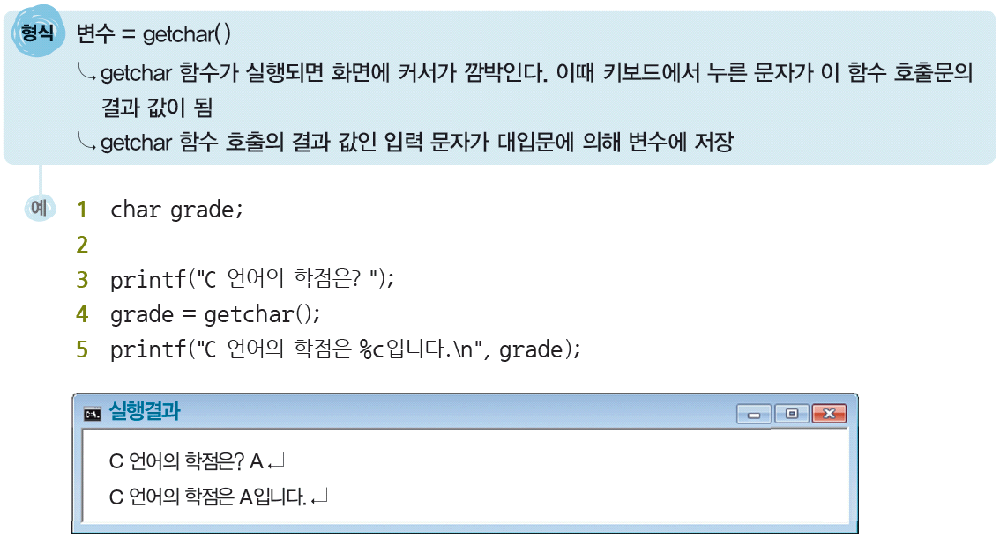 형식 변수 = getchar()
getchar 함수가 실행되면 화면에 커서가 깜박인다. 이때 키보드에서 누른 문자가 이 함수 호출문의
결과 값이 됨
getchar 함수 호출의 결과 값인 입력 문자가 대입문에 의해 변수에 저장
예 1 char grade;
2
3 printf("C 언어의 학점은? ");
4 grade = getchar();
5 printf("C 언어의 학점은 %c입니다.\n", grade);
C:\. 실행결과
C 언어의 학점은? A ↵
C 언어의 학점은 A입니다. ↵